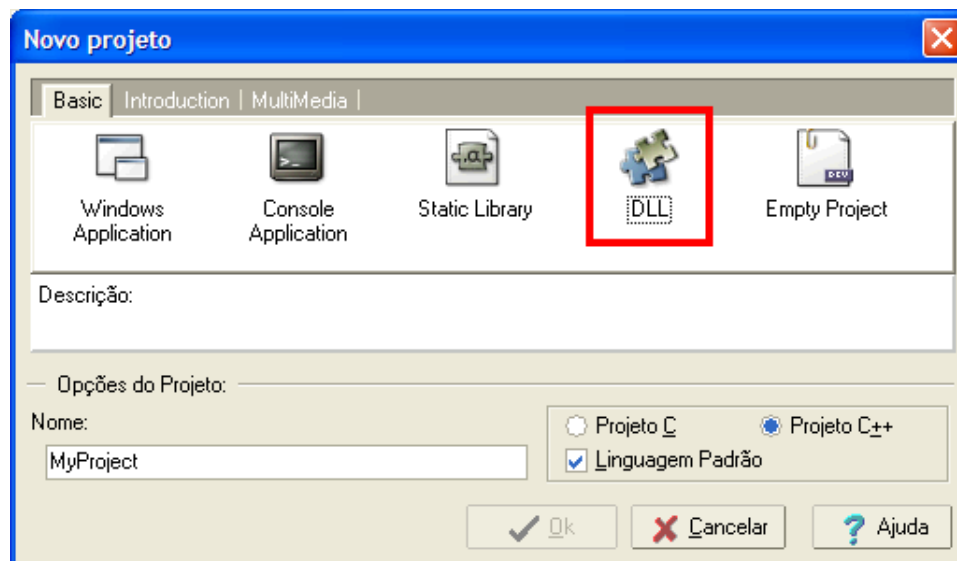 Novo projeto
Basic Introduction MultiMedia
Windows Application
Console Application
Static Library
DLL
Empty Project
Descrição:
Opções do Projeto:
Nome:
Projeto C Projeto C++
MyProject
Linguagem Padrão
Ok Cancelar Ajuda